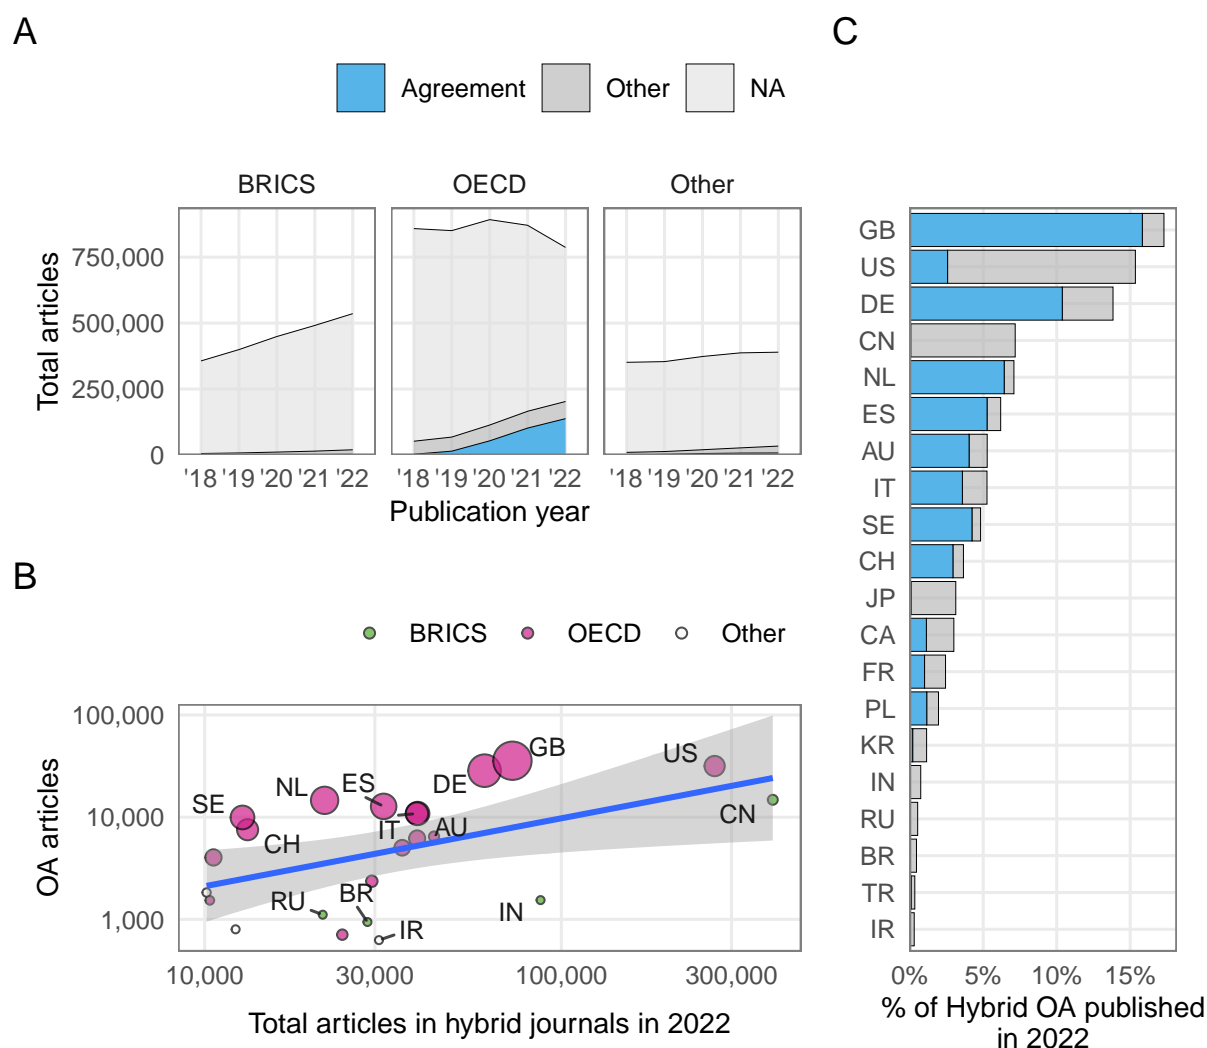 A
Agreement Other NA
BRICS OECD Other
Total articles
750,000
500,000
250,000
0
'18 '19 '20 '21 '22 '18 '19 '20 '21 '22 '18 '19 '20 '21 '22
Publication year
B
BRICS OECD Other
OA articles
100,000
10,000
1,000
GB
US
DE
NL
ES
SE
CN
IT
AU
CH
BR
RU
IN
IR
10,000 30,000 100,000 300,000
Total articles in hybrid journals in 2022
C
GB
US
DE
CN
NL
ES
AU
IT
SE
CH
JP
CA
FR
PL
KR
IN
RU
BR
TR
IR
0% 5% 10% 15%
% of Hybrid OA published
in 2022